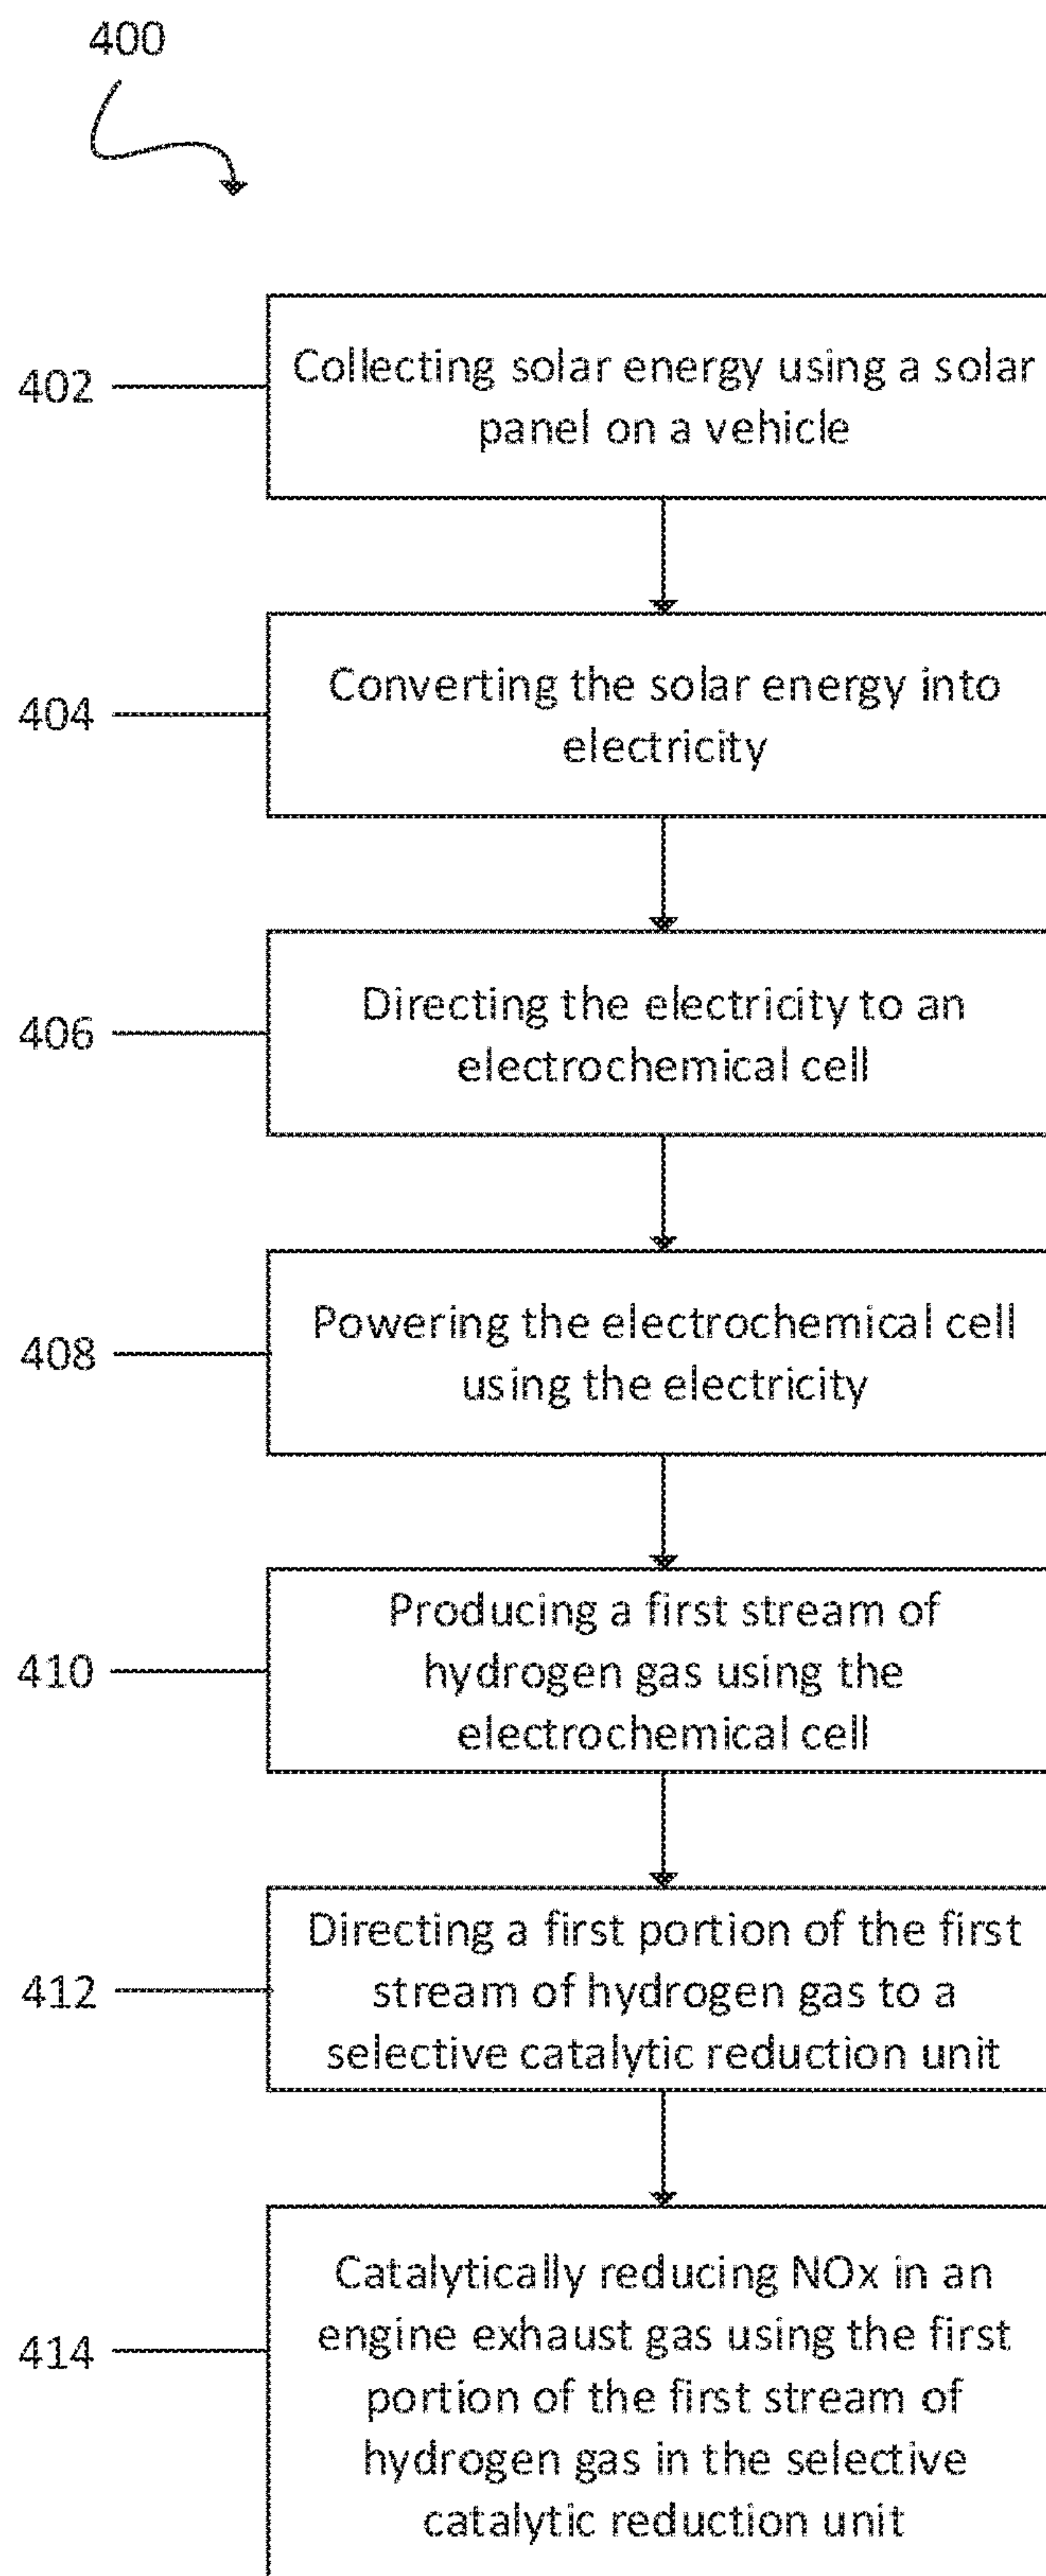 400
402
Collecting solar energy using a solar
panel on a vehicle
404
Converting the solar energy into
electricity
406
Directing the electricity to an
electrochemical cell
408
Powering the electrochemical cell
using the electricity
410
Producing a first stream of
hydrogen gas using the
electrochemical cell
412
Directing a first portion of the first
stream of hydrogen gas to a
selective catalytic reduction unit
414
Catalytically reducing NOx in an
engine exhaust gas using the first
portion of the first stream of
hydrogen gas in the selective
catalytic reduction unit